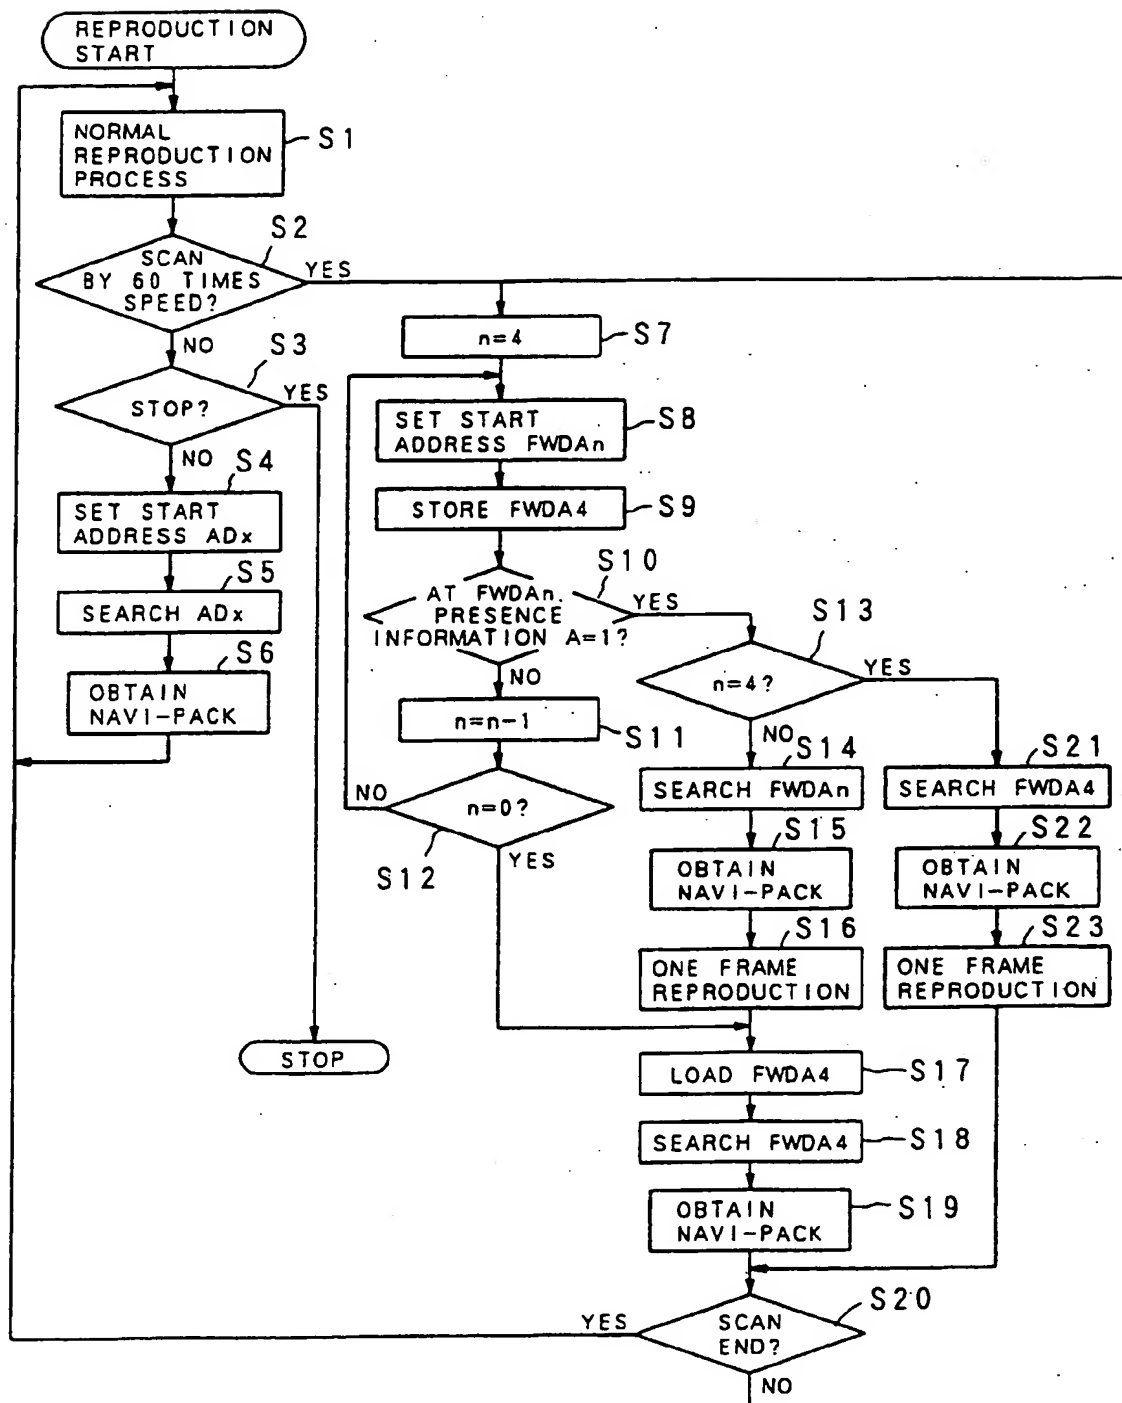 REPRODUCTION
START
NORMAL
REPRODUCTION
PROCESS
S1
SCAN
BY 60 TIMES
SPEED?
S2
YES
NO
STOP?
S3
YES
NO
SET START
ADDRESS ADx
S4
SEARCH ADx
S5
OBTAIN
NAVI-PACK
S6
STOP
n=4
S7
SET START
ADDRESS FWDAn
S8
STORE FWDA4
S9
AT FWDAn.
PRESENCE
INFORMATION A=1?
S10
YES
NO
n=n-1
S11
n=0?
NO
S12
YES
n=4?
S13
YES
NO
SEARCH FWDAn
S14
OBTAIN
NAVI-PACK
S15
ONE FRAME
REPRODUCTION
S16
SEARCH FWDA4
S21
OBTAIN
NAVI-PACK
S22
ONE FRAME
REPRODUCTION
S23
LOAD FWDA4
S17
SEARCH FWDA4
S18
OBTAIN
NAVI-PACK
S19
SCAN
END?
S20
YES
NO